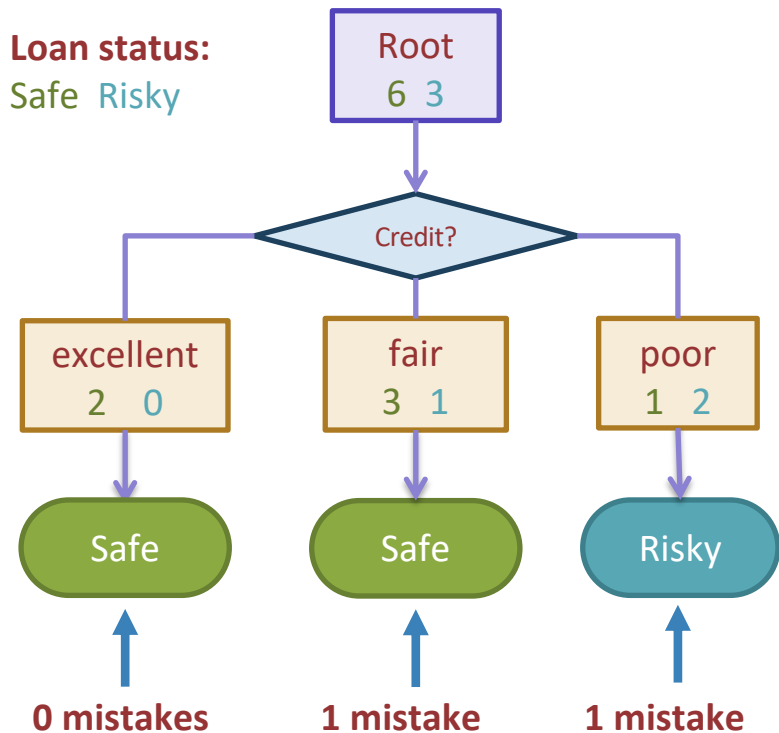 Loan status:
Safe Risky
Root
6 3
Credit?
excellent
2 0
fair
3 1
poor
1 2
Safe
Safe
Risky
0 mistakes
1 mistake
1 mistake